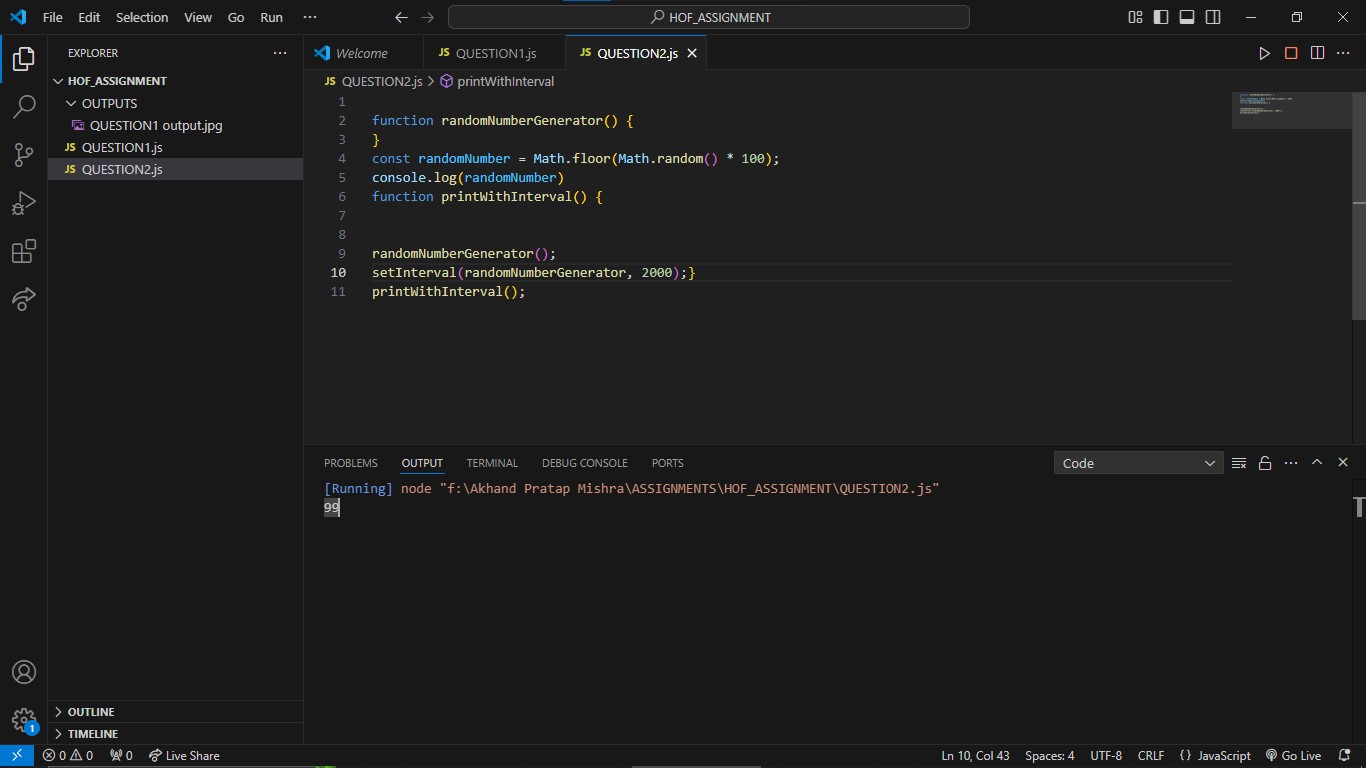 File Edit Selection View Go Run ··· HOF_ASSIGNMENT
EXPLORER ···
HOF_ASSIGNMENT
OUTPUTS
QUESTION1 output.jpg
JS QUESTION1.js
JS QUESTION2.js
OUTLINE
TIMELINE
Welcome JS QUESTION1.js JS QUESTION2.js
JS QUESTION2.js > printWithInterval
1
2 function randomNumberGenerator() {
3 }
4 const randomNumber = Math.floor(Math.random() * 100);
5 console.log(randomNumber)
6 function printWithInterval() {
7
8
9 randomNumberGenerator();
10 setInterval(randomNumberGenerator, 2000);}
11 printWithInterval();
PROBLEMS OUTPUT TERMINAL DEBUG CONSOLE PORTS Code
[Running] node "f:\Akhand Pratap Mishra\ASSIGNMENTS\HOF_ASSIGNMENT\QUESTION2.js"
99
1
0 0 0 Live Share Ln 10, Col 43 Spaces: 4 UTF-8 CRLF {} JavaScript Go Live